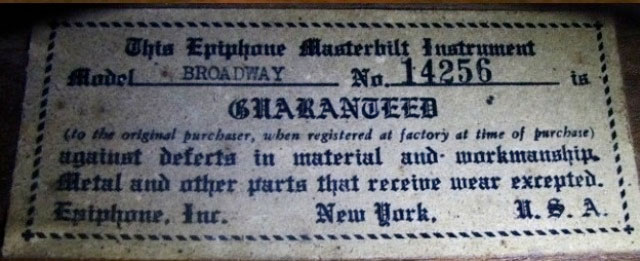 This Epiphone Masterbilt Instrument
Model BROADWAY No. 14256 is
GUARANTEED
(to the original purchaser, when registered at factory at time of purchase)
against defects in material and workmanship.
Metal and other parts that receive wear excepted.
Epiphone, Inc. New York, U. S. A.